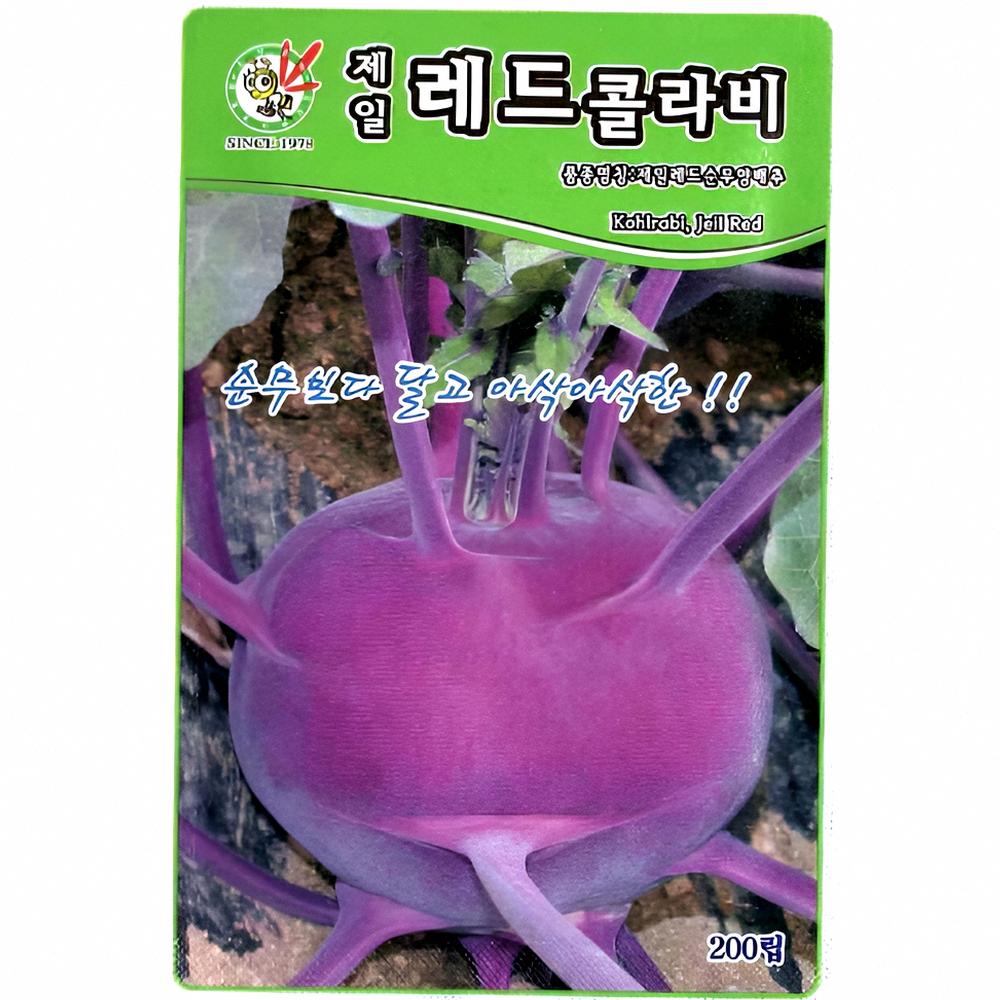 SINCE 1978
제일 레드콜라비
품종명칭:제일레드순무양배추
Kohlrabi, Jeil Red
순무보다 달고 아삭아삭한 !!
200립